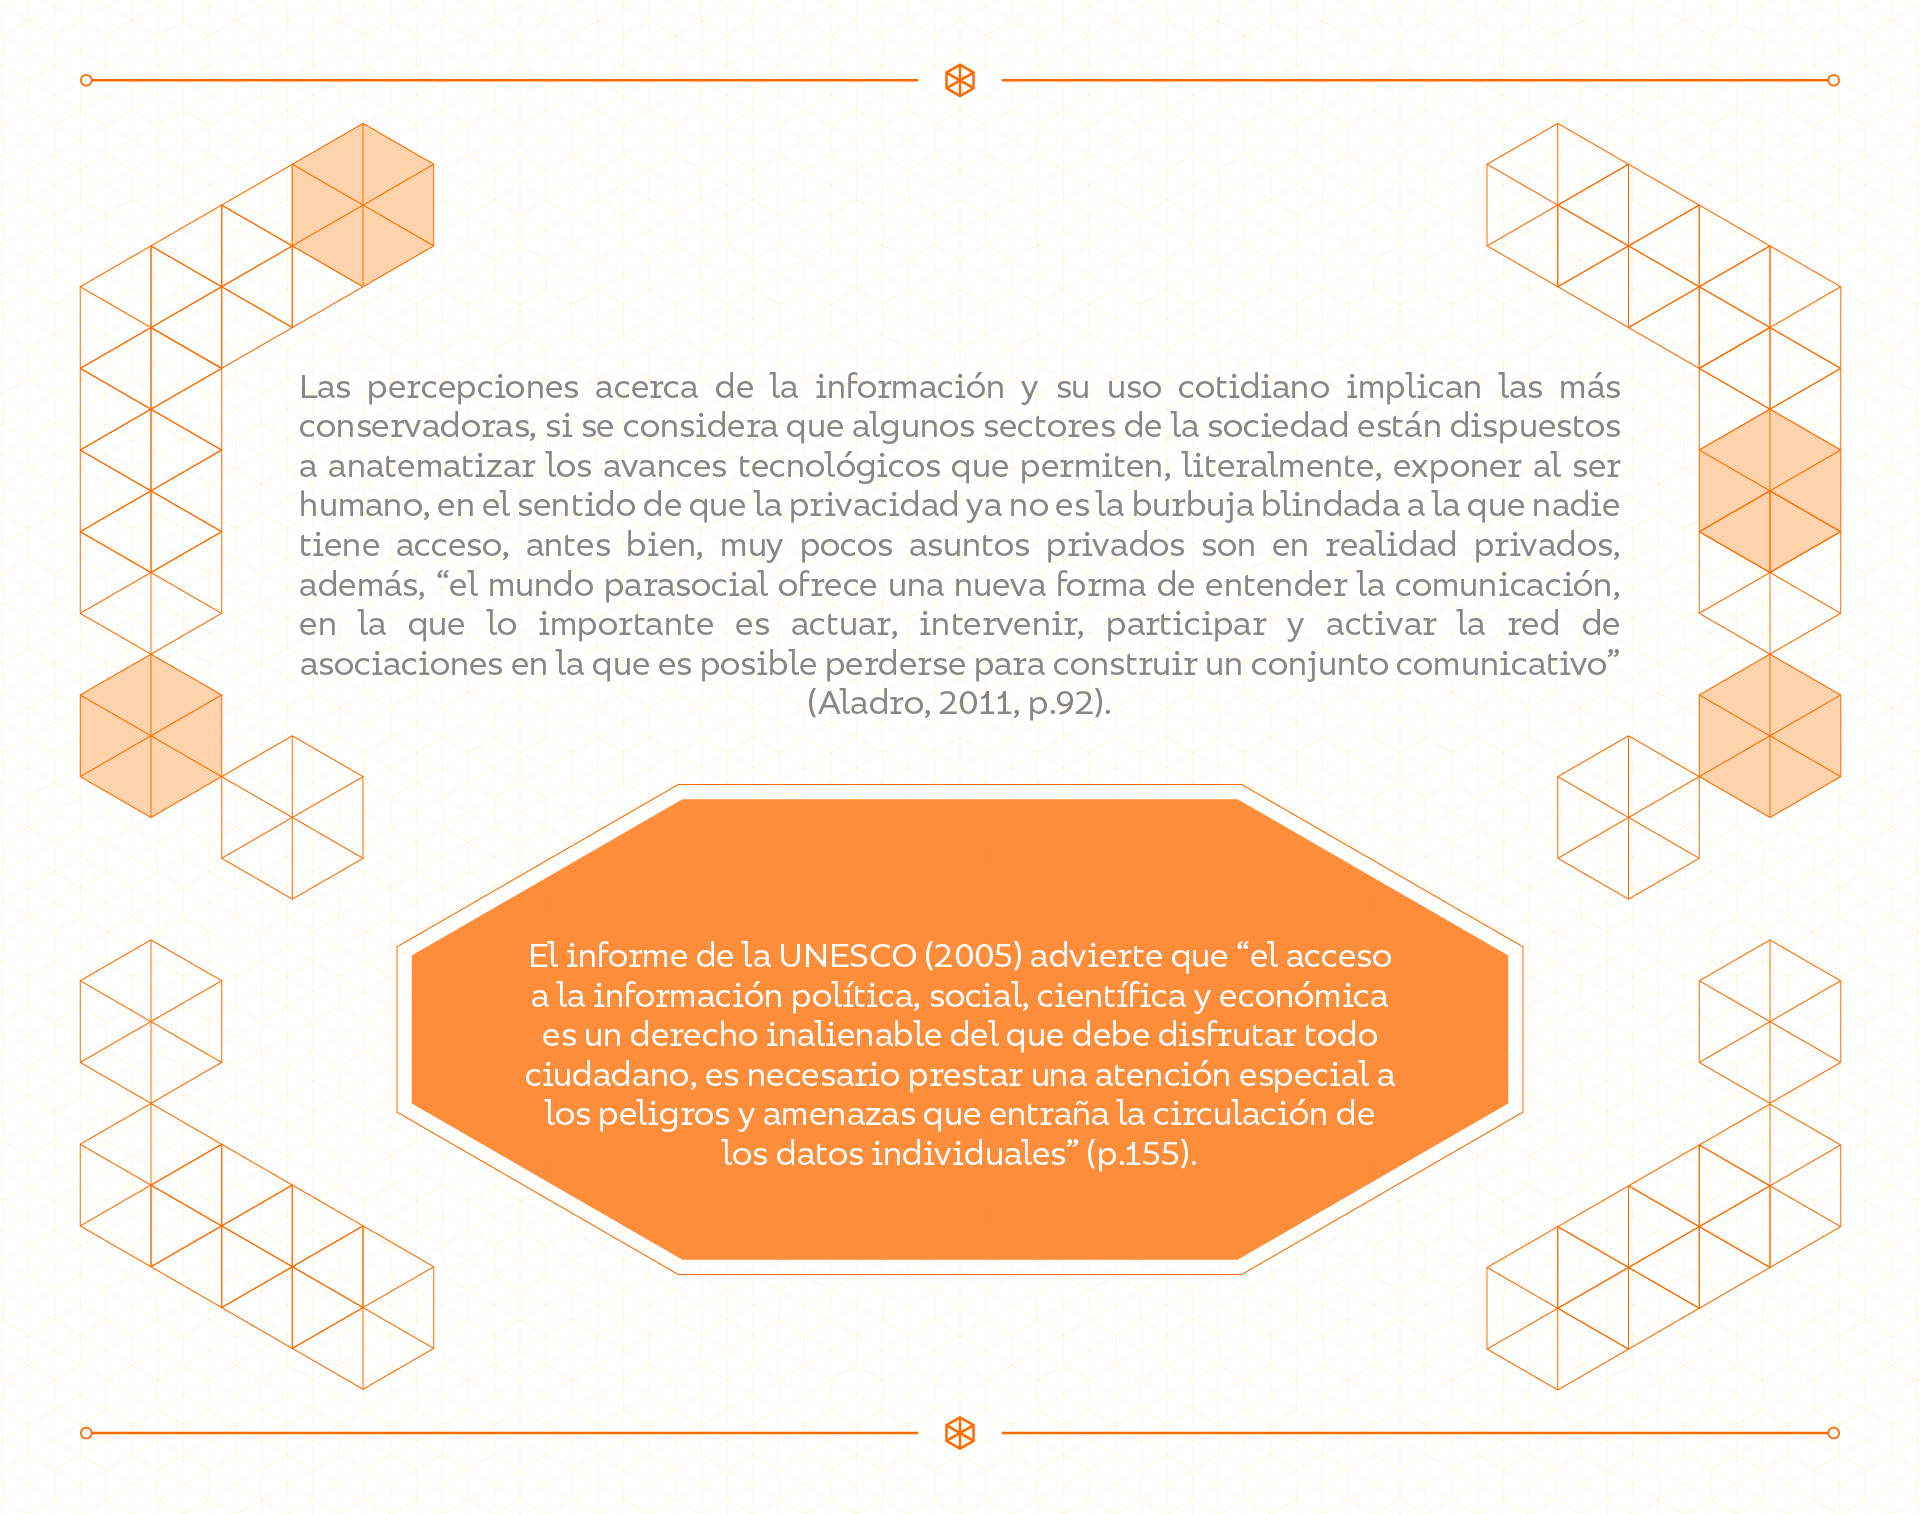 Las percepciones acerca de la información y su uso cotidiano implican las más
conservadoras, si se considera que algunos sectores de la sociedad están dispuestos
a anatematizar los avances tecnológicos que permiten, literalmente, exponer al ser
humano, en el sentido de que la privacidad ya no es la burbuja blindada a la que nadie
tiene acceso, antes bien, muy pocos asuntos privados son en realidad privados,
además, “el mundo parasocial ofrece una nueva forma de entender la comunicación,
en la que lo importante es actuar, intervenir, participar y activar la red de
asociaciones en la que es posible perderse para construir un conjunto comunicativo”
(Aladro, 2011, p.92).
El informe de la UNESCO (2005) advierte que “el acceso
a la información política, social, científica y económica
es un derecho inalienable del que debe disfrutar todo
ciudadano, es necesario prestar una atención especial a
los peligros y amenazas que entraña la circulación de
los datos individuales” (p.155).